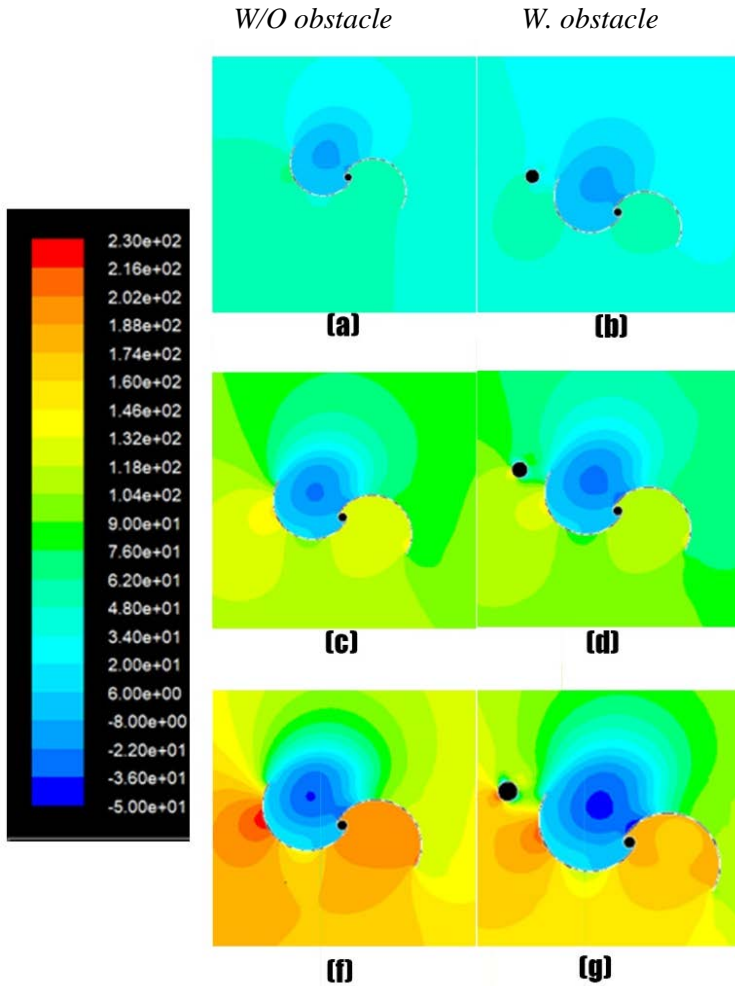 W/O obstacle
W. obstacle
2.30e+02
2.16e+02
2.02e+02
1.88e+02
1.74e+02
1.60e+02
1.46e+02
1.32e+02
1.18e+02
1.04e+02
9.00e+01
7.60e+01
6.20e+01
4.80e+01
3.40e+01
2.00e+01
6.00e+00
-8.00e+00
-2.20e+01
-3.60e+01
-5.00e+01
(a)
(b)
(c)
(d)
(f)
(g)